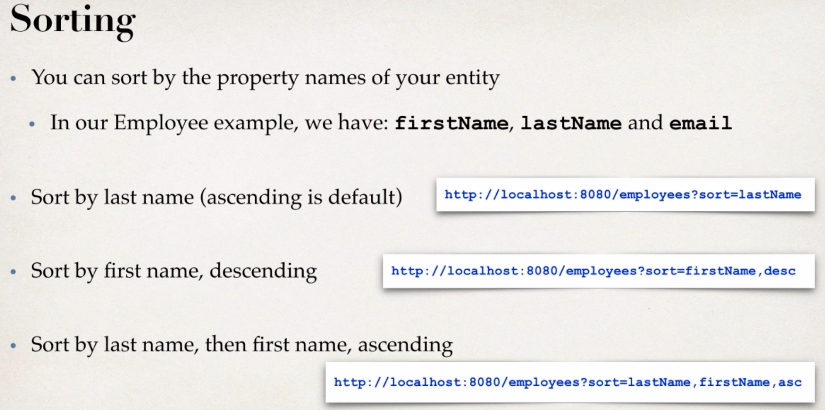 Sorting
• You can sort by the property names of your entity
• In our Employee example, we have: firstName, lastName and email
• Sort by last name (ascending is default)
http://localhost:8080/employees?sort=lastName
• Sort by first name, descending
http://localhost:8080/employees?sort=firstName,desc
• Sort by last name, then first name, ascending
http://localhost:8080/employees?sort=lastName,firstName,asc